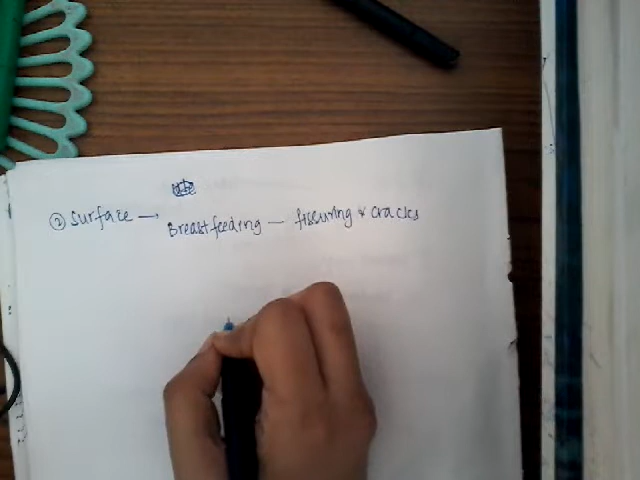 ② Surface → Breastfeeding — fissuring & cracks